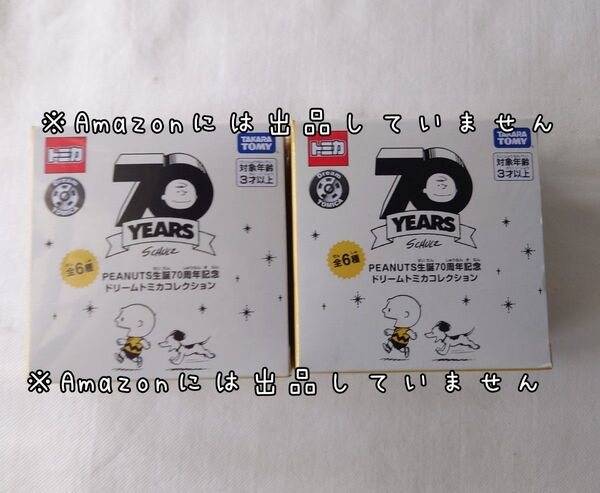 ※Amazonには出品していません
トミカ
TAKARA TOMY
対象年齢
3才以上
Dream TOMICA
70
YEARS
SCHULZ
全6種
PEANUTS生誕70周年記念
ドリームトミカコレクション
トミカ
TAKARA TOMY
対象年齢
3才以上
Dream TOMICA
70
YEARS
SCHULZ
全6種
PEANUTS生誕70周年記念
ドリームトミカコレクション
※Amazonには出品していません